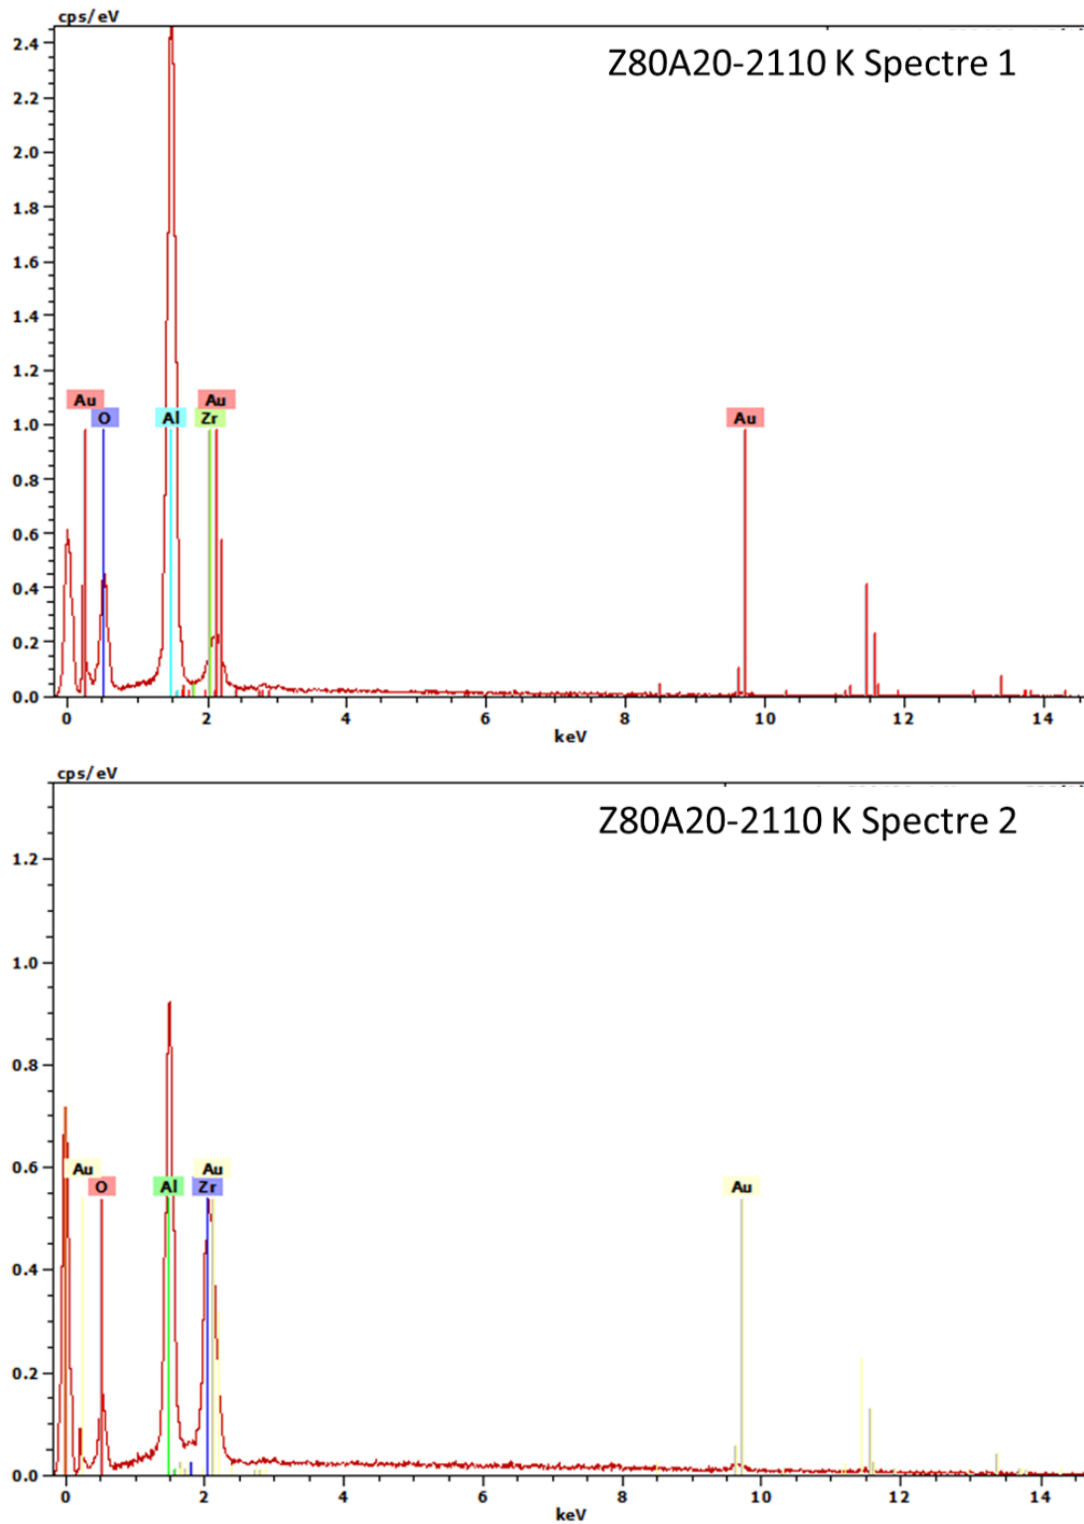 cps/eV
Z80A20-2110 K Spectre 1
2.4
2.2
2.0
1.8
1.6
1.4
1.2
1.0
0.8
0.6
0.4
0.2
0.0
Au
Au
O
Al
Zr
Au
0 2 4 6 8 10 12 14
keV
cps/eV
Z80A20-2110 K Spectre 2
1.2
1.0
0.8
0.6
0.4
0.2
0.0
Au
Au
O
Al
Zr
Au
0 2 4 6 8 10 12 14
keV